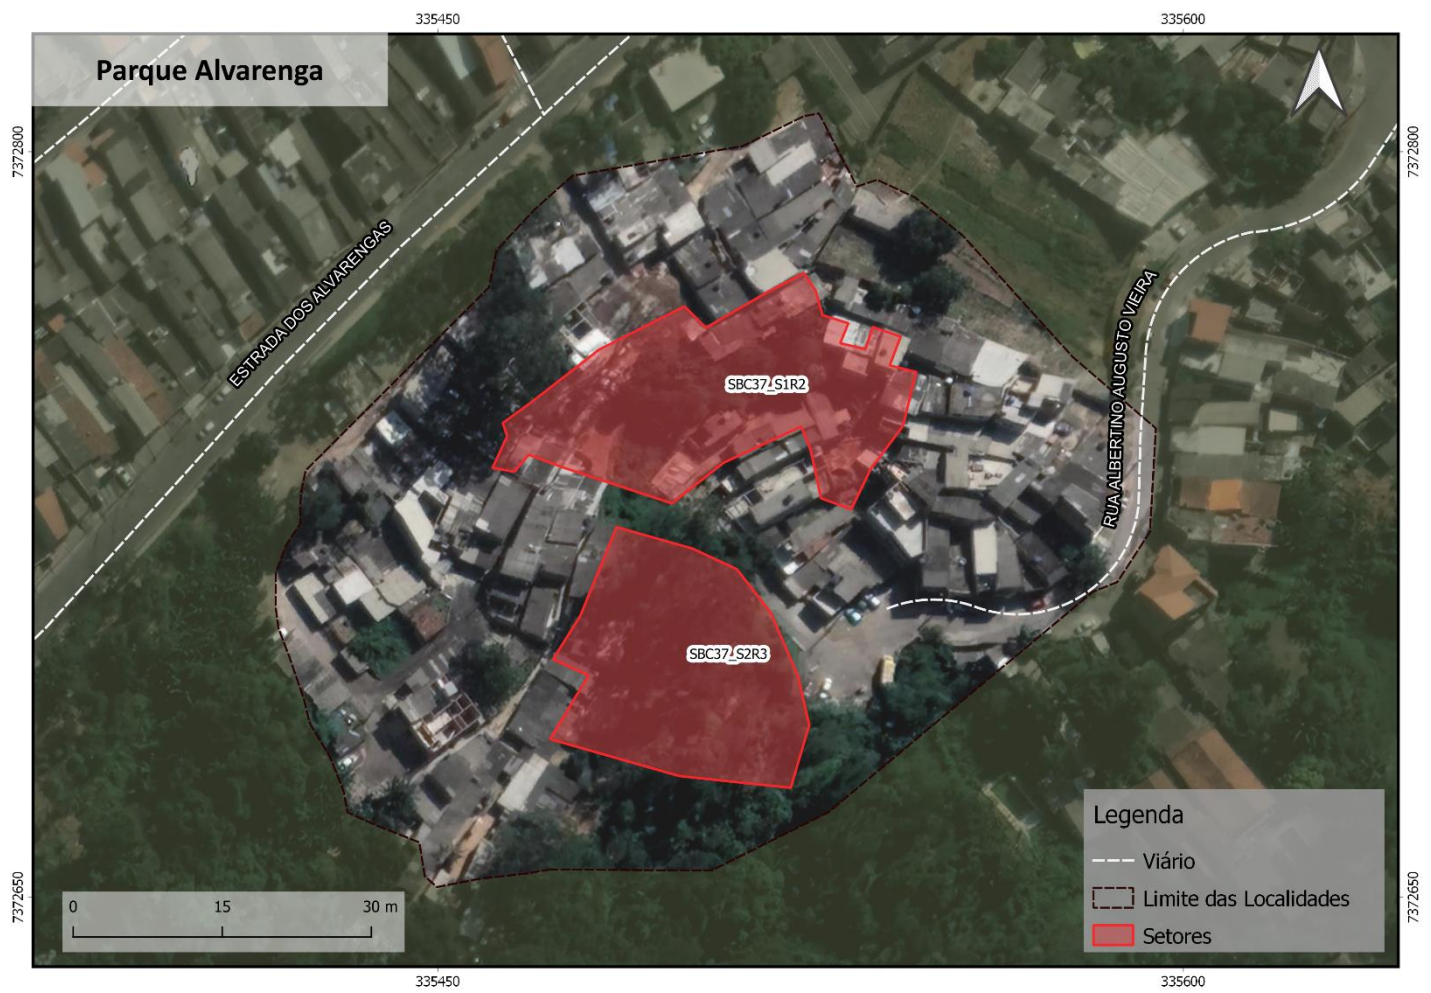 335450
335600
Parque Alvarenga
7372800
7372800
ESTRADA DOS ALVARENGAS
RUA ALBERTINO AUGUSTO VIEIRA
SBC37_S1R2
SBC37_S2R3
Legenda
Viário
Limite das Localidades
Setores
0 15 30 m
7372650
7372650
335450
335600